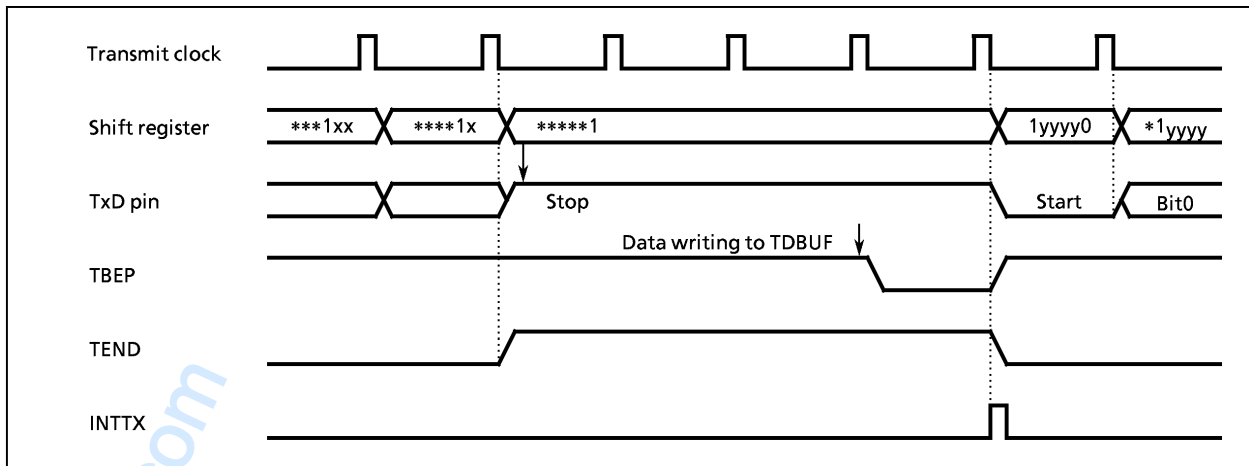 Transmit clock
Shift register
***1xx
****1x
*****1
1yyyy0
*1yyyy
TxD pin
Stop
Start
Bit0
Data writing to TDBUF
TBEP
TEND
INTTX
com